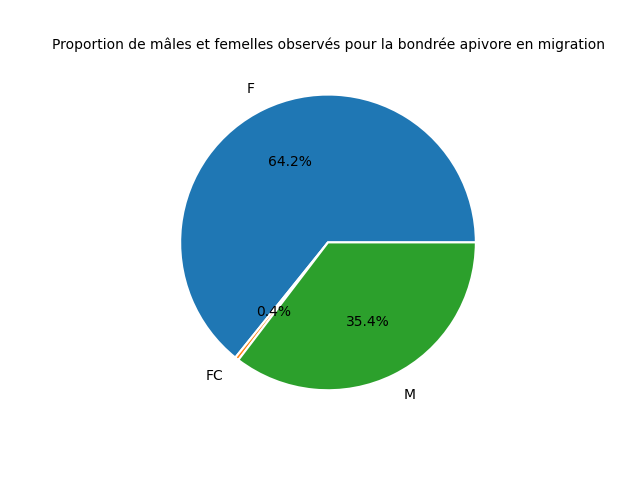 Proportion de mâles et femelles observés pour la bondrée apivore en migration
F
64.2%
0.4%
35.4%
FC
M